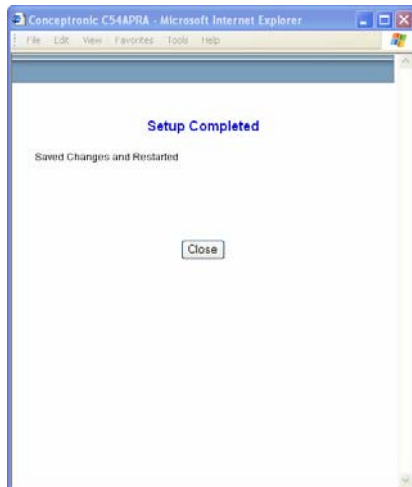 Conceptronic C54APRA - Microsoft Internet Explorer
File Edit View Favorites Tools Help
Setup Completed
Saved Changes and Restarted
Close